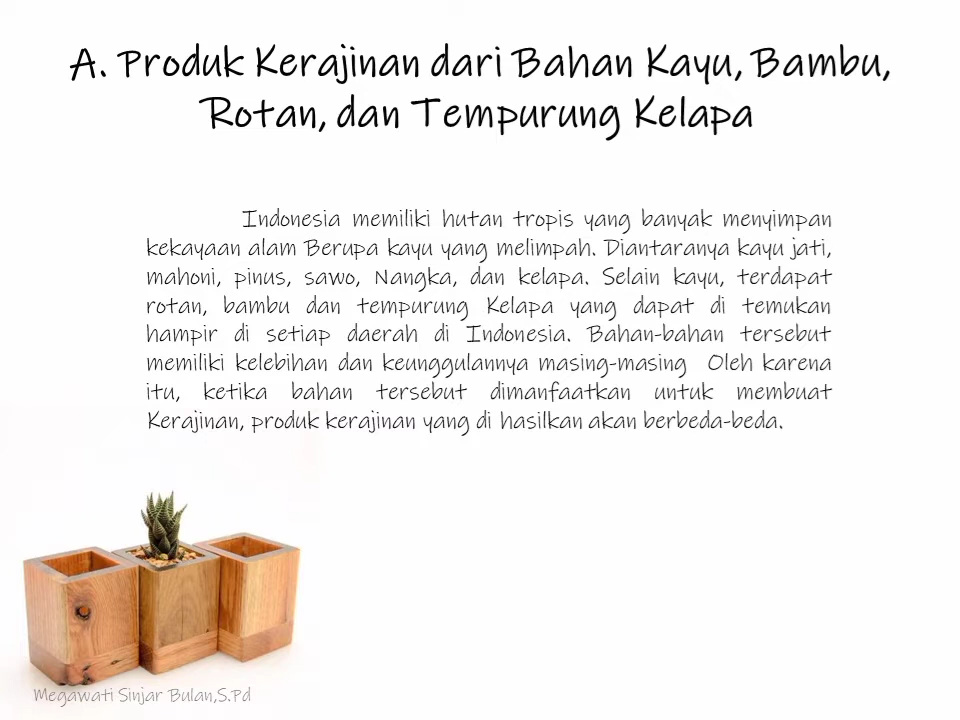 A. Produk Kerajinan dari Bahan Kayu, Bambu,
Rotan, dan Tempurung Kelapa
Indonesia memiliki hutan tropis yang banyak menyimpan
kekayaan alam Berupa kayu yang melimpah. Diantaranya kayu jati,
mahoni, pinus, sawo, Nangka, dan kelapa. Selain kayu, terdapat
rotan, bambu dan tempurung Kelapa yang dapat di temukan
hampir di setiap daerah di Indonesia. Bahan-bahan tersebut
memiliki kelebihan dan keunggulannya masing-masing Oleh karena
itu, ketika bahan tersebut dimanfaatkan untuk membuat
Kerajinan, produk kerajinan yang di hasilkan akan berbeda-beda.
Megawati Sinjar Bulan,S.Pd